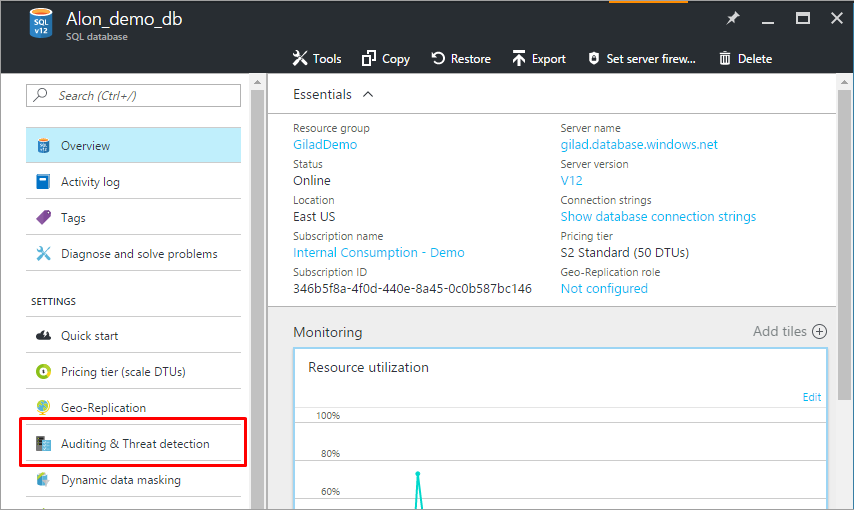 SQL
v12
Alon_demo_db
SQL database
Tools
Copy
Restore
Export
Set server firew...
Delete
Search (Ctrl+/)
SQL
v12
Overview
Activity log
Tags
Diagnose and solve problems
SETTINGS
Quick start
Pricing tier (scale DTUs)
Geo-Replication
Auditing & Threat detection
Dynamic data masking
Essentials
Resource group
GiladDemo
Status
Online
Location
East US
Subscription name
Internal Consumption - Demo
Subscription ID
346b5f8a-4f0d-440e-8a45-0c0b587bc146
Server name
gilad.database.windows.net
Server version
V12
Connection strings
Show database connection strings
Pricing tier
S2 Standard (50 DTUs)
Geo-Replication role
Not configured
Monitoring
Add tiles
Resource utilization
Edit
100%
80%
60%